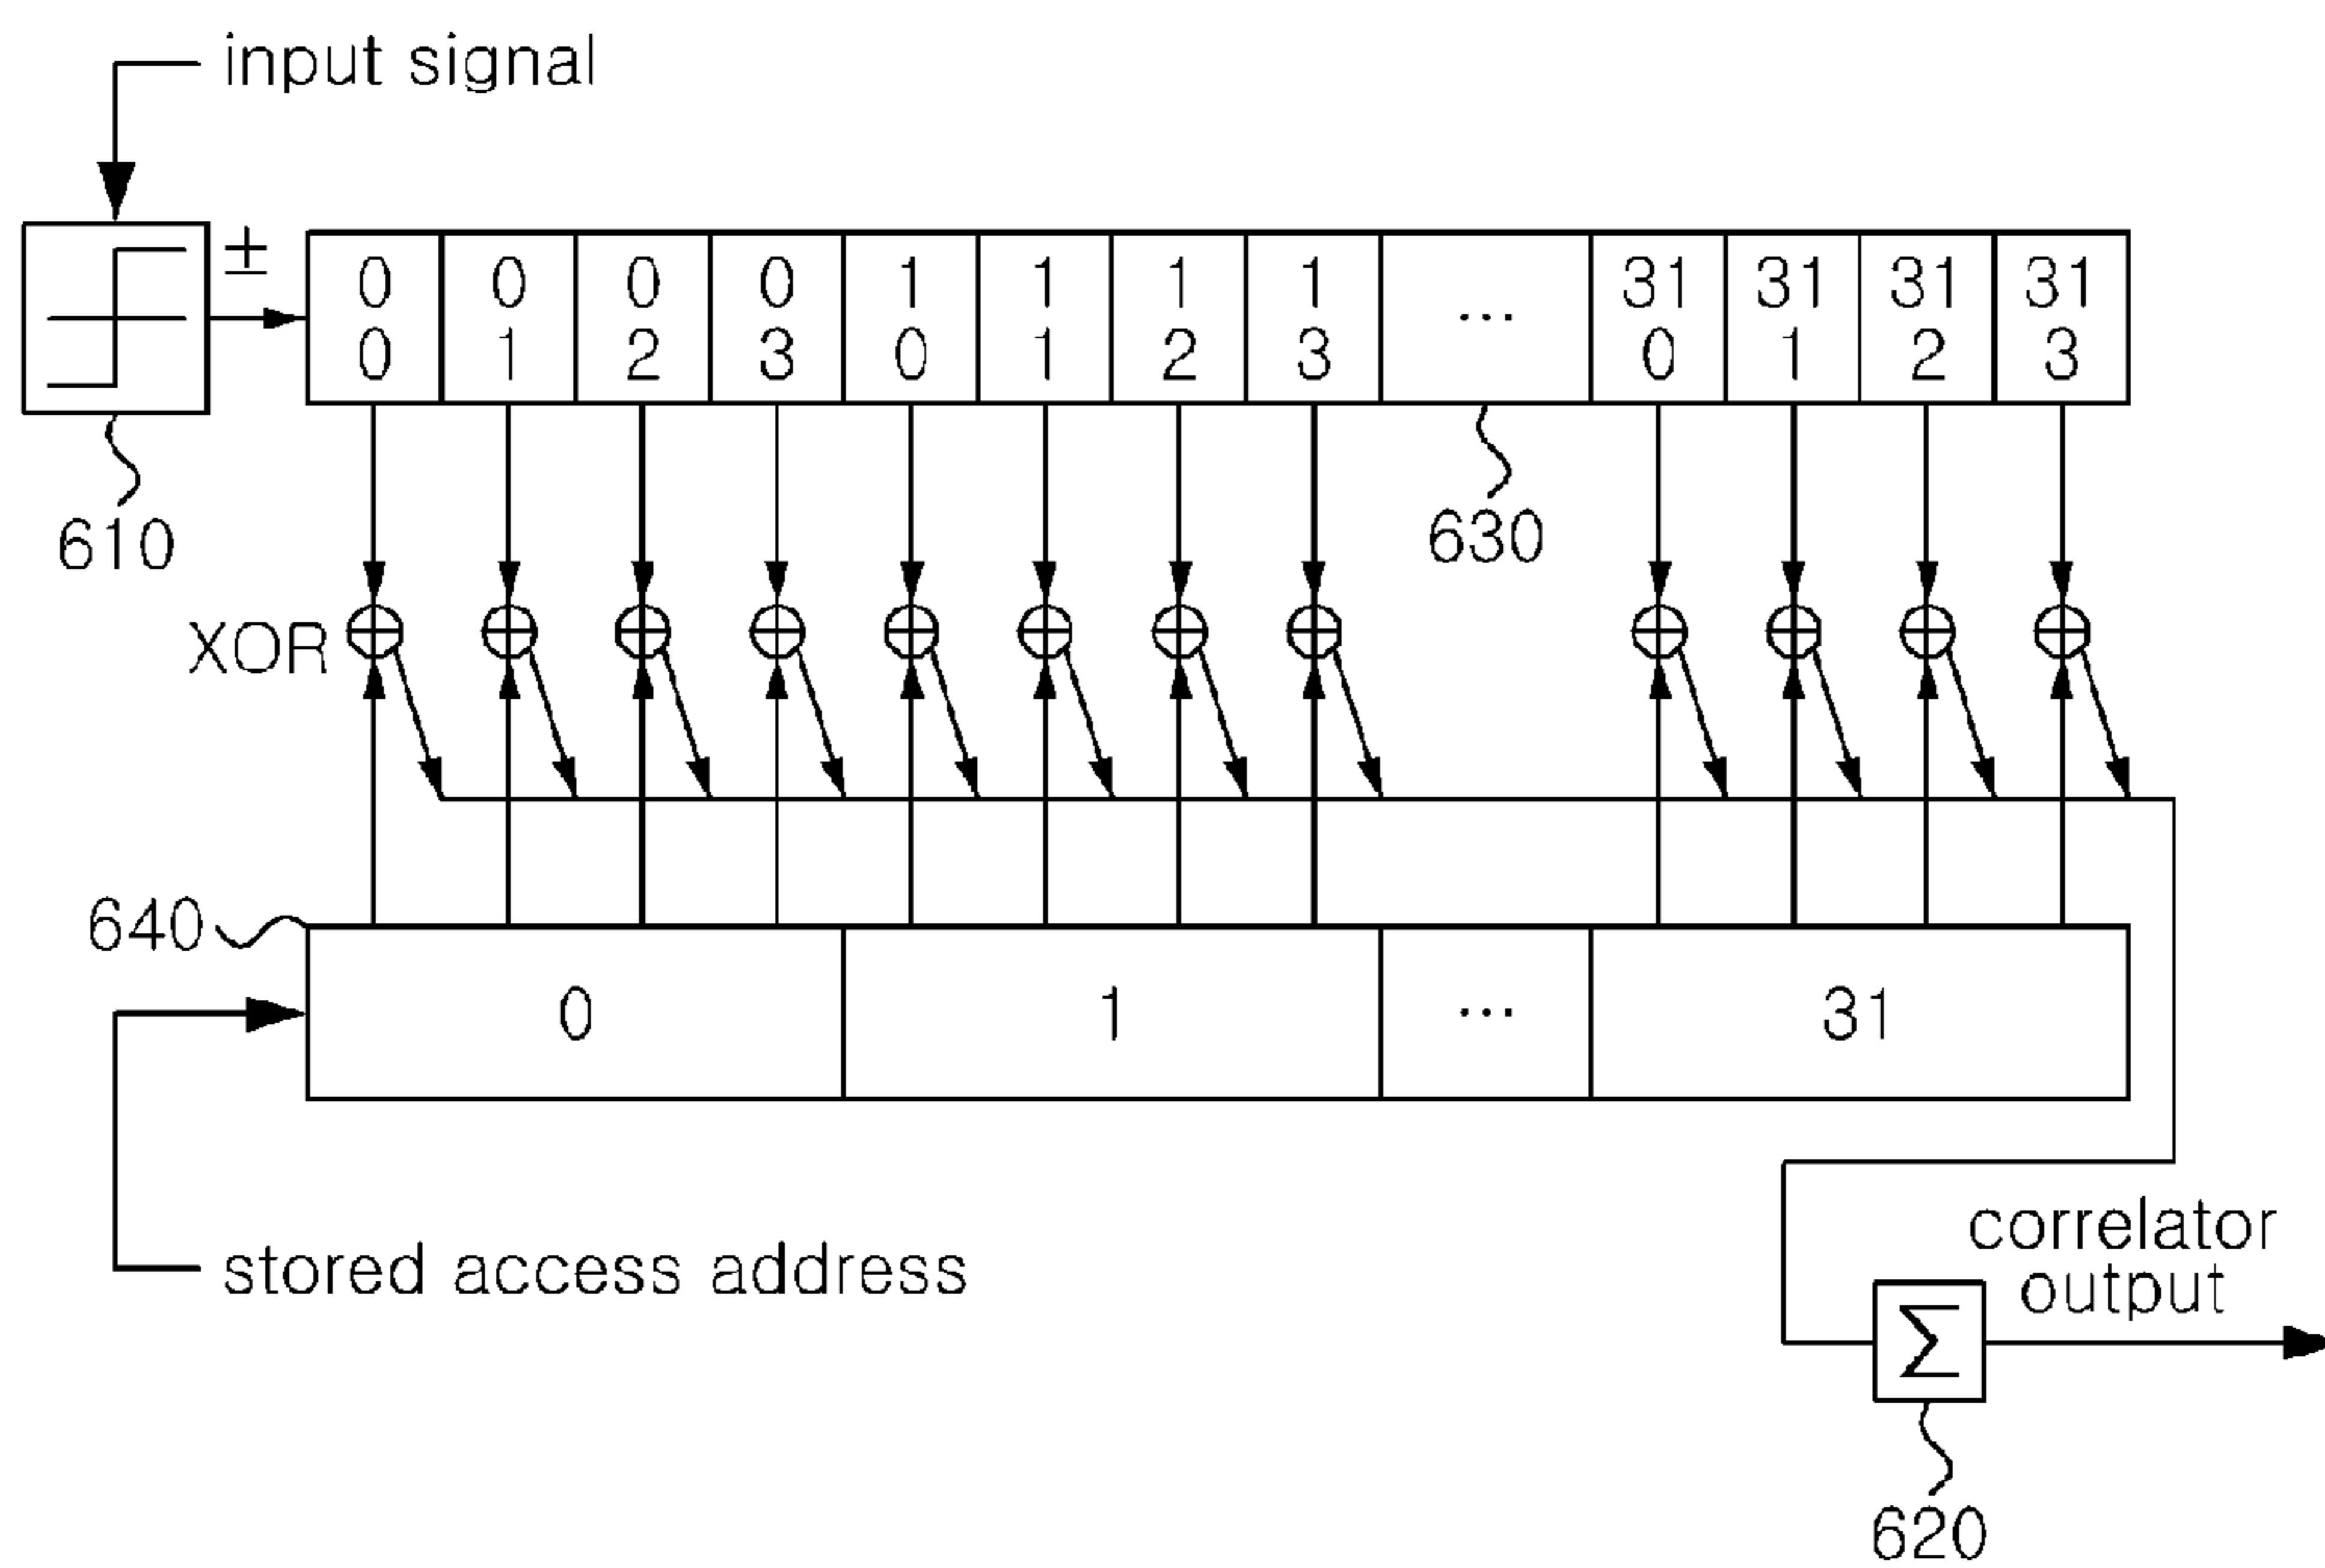 input signal
±
0 0 0 0 1 1 1 1 ... 31 31 31 31
0 1 2 3 0 1 2 3 0 1 2 3
610
630
XOR
640
0 1 ... 31
stored access address
correlator
output
Σ
620